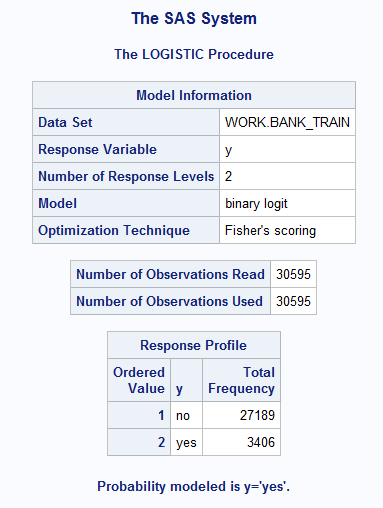 The SAS System
The LOGISTIC Procedure
Model Information
Data Set WORK.BANK_TRAIN
Response Variable y
Number of Response Levels 2
Model binary logit
Optimization Technique Fisher's scoring
Number of Observations Read 30595
Number of Observations Used 30595
Response Profile
Ordered Total
Value y Frequency
1 no 27189
2 yes 3406
Probability modeled is y='yes'.